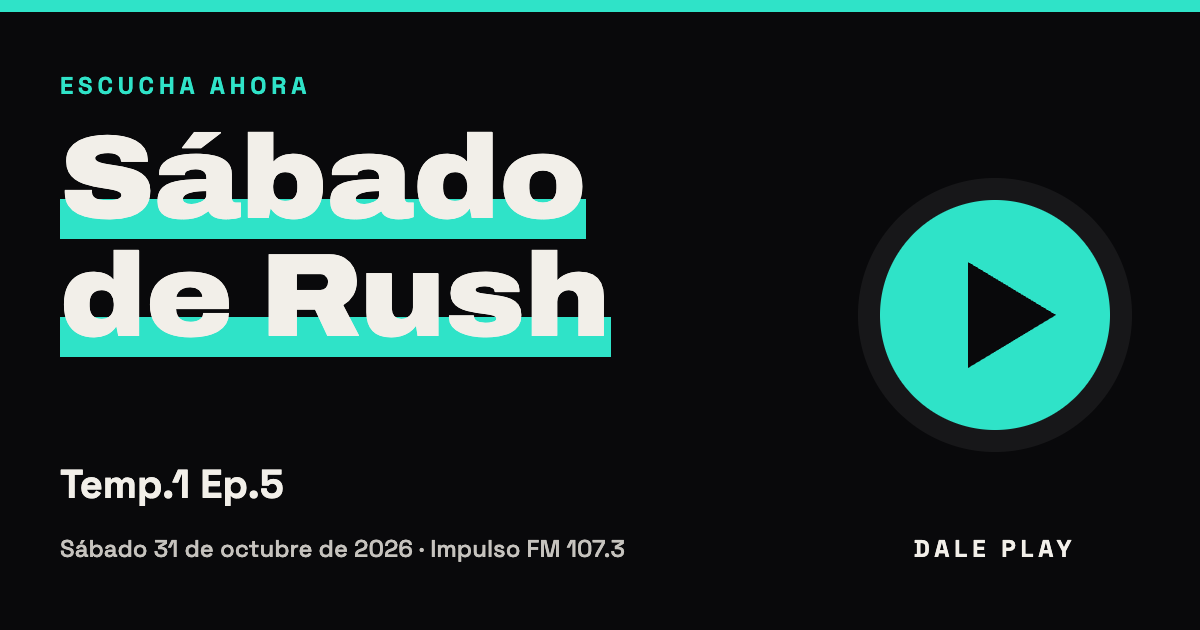 ESCUCHA AHORA
Sábado
de Rush
Temp.1 Ep.5
Sábado 31 de octubre de 2026 · Impulso FM 107.3
DALE PLAY